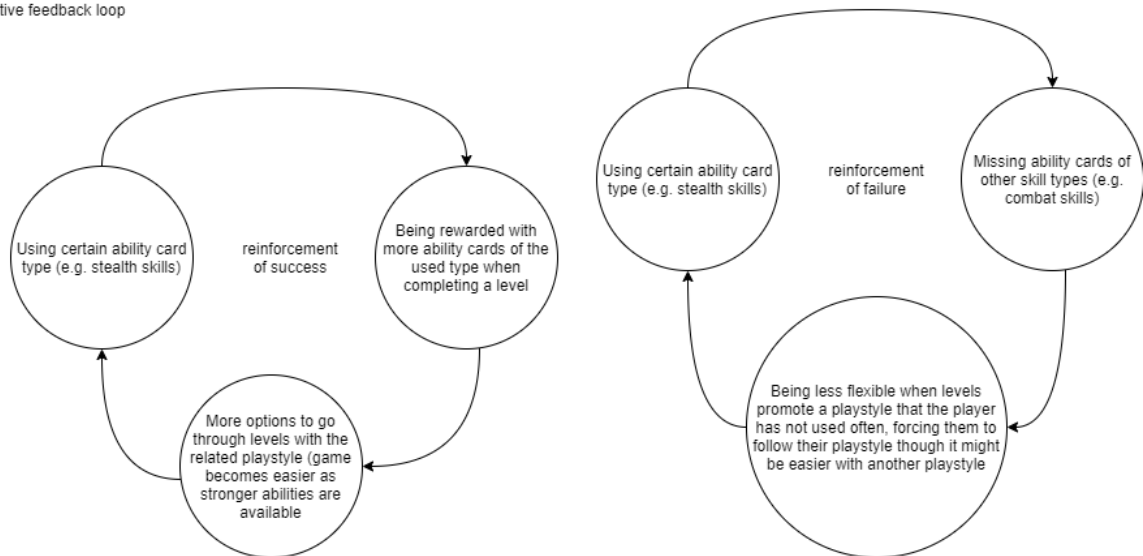 tive feedback loop
Using certain ability card
type (e.g. stealth skills)
reinforcement
of success
Being rewarded with
more ability cards of the
used type when
completing a level
More options to go
through levels with the
related playstyle (game
becomes easier as
stronger abilities are
available
Using certain ability card
type (e.g. stealth skills)
reinforcement
of failure
Missing ability cards of
other skill types (e.g.
combat skills)
Being less flexible when levels
promote a playstyle that the player
has not used often, forcing them to
follow their playstyle though it might
be easier with another playstyle